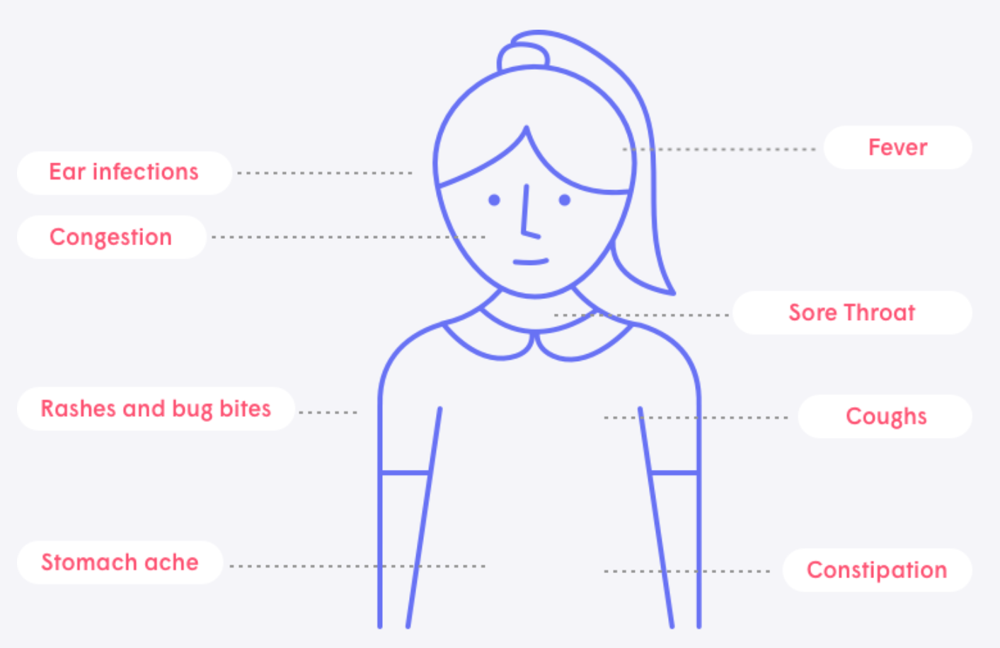 Ear infections
Congestion
Rashes and bug bites
Stomach ache
Fever
Sore Throat
Coughs
Constipation